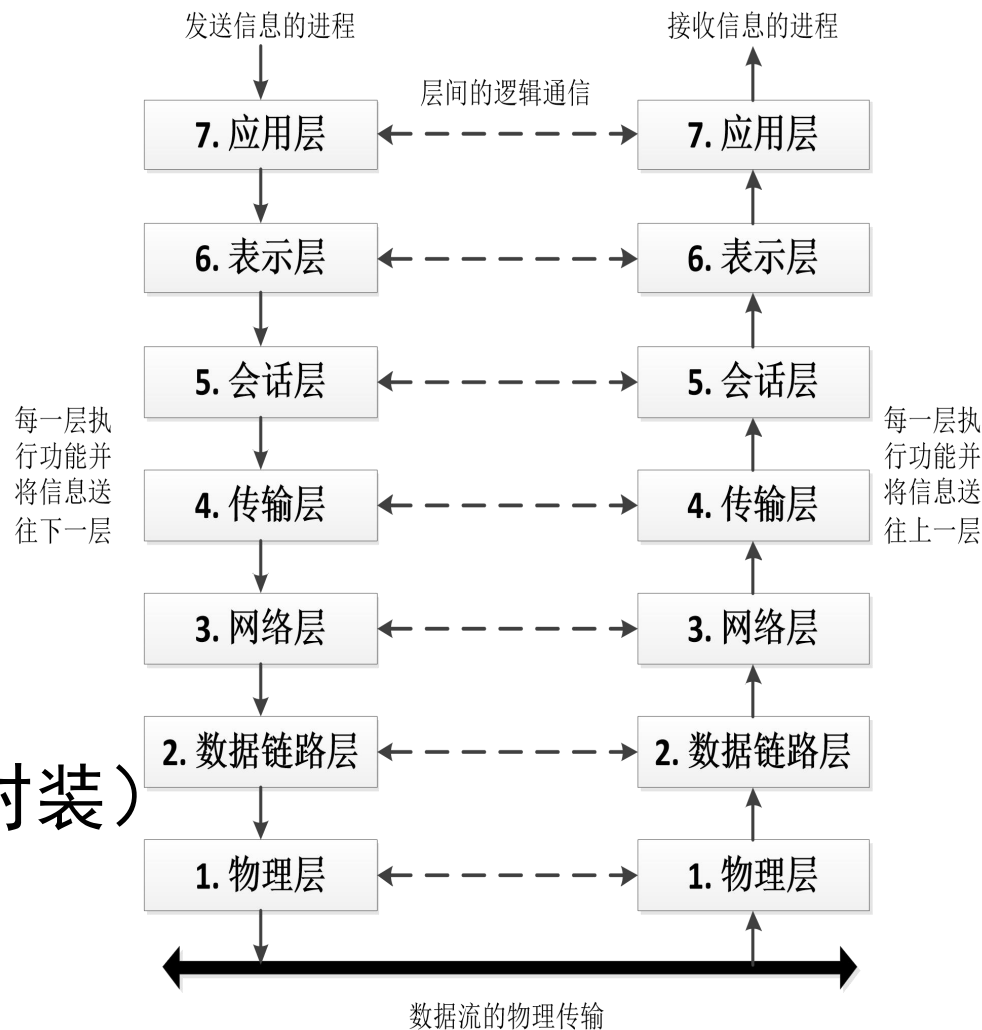 发送信息的进程
接收信息的进程
层间的逻辑通信
7. 应用层
7. 应用层
6. 表示层
6. 表示层
5. 会话层
5. 会话层
每一层执
行功能并
将信息送
往下一层
每一层执
行功能并
将信息送
往上一层
4. 传输层
4. 传输层
3. 网络层
3. 网络层
2. 数据链路层
2. 数据链路层
装）
1. 物理层
1. 物理层
数据流的物理传输